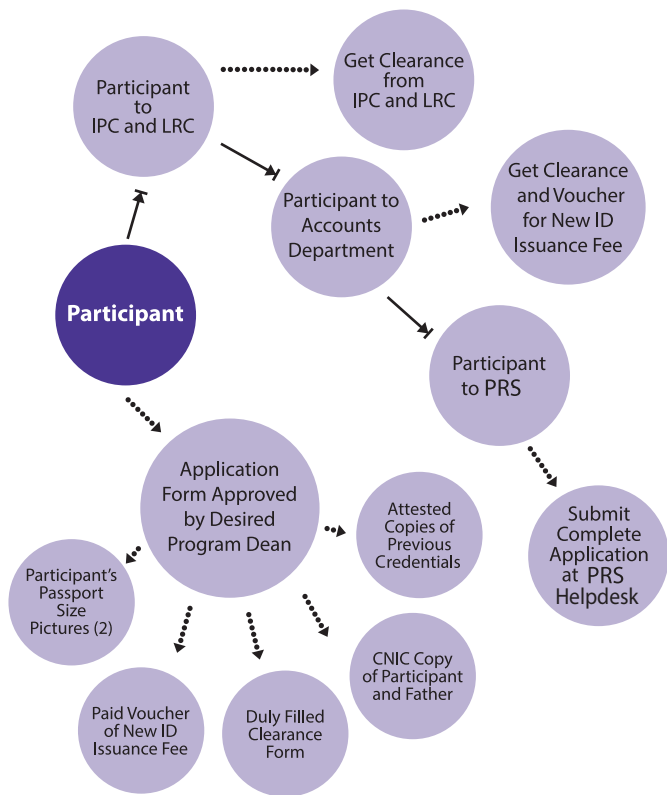 Participant
to
IPC and LRC
Get Clearance
from
IPC and LRC
Participant to
Accounts
Department
Get Clearance
and Voucher
for New ID
Issuance Fee
Participant
Participant
to PRS
Application
Form Approved
by Desired
Program Dean
Attested
Copies of
Previous
Credentials
Submit
Complete
Application
at PRS
Helpdesk
Participant's
Passport
Size
Pictures (2)
CNIC Copy
of Participant
and Father
Paid Voucher
of New ID
Issuance Fee
Duly Filled
Clearance
Form